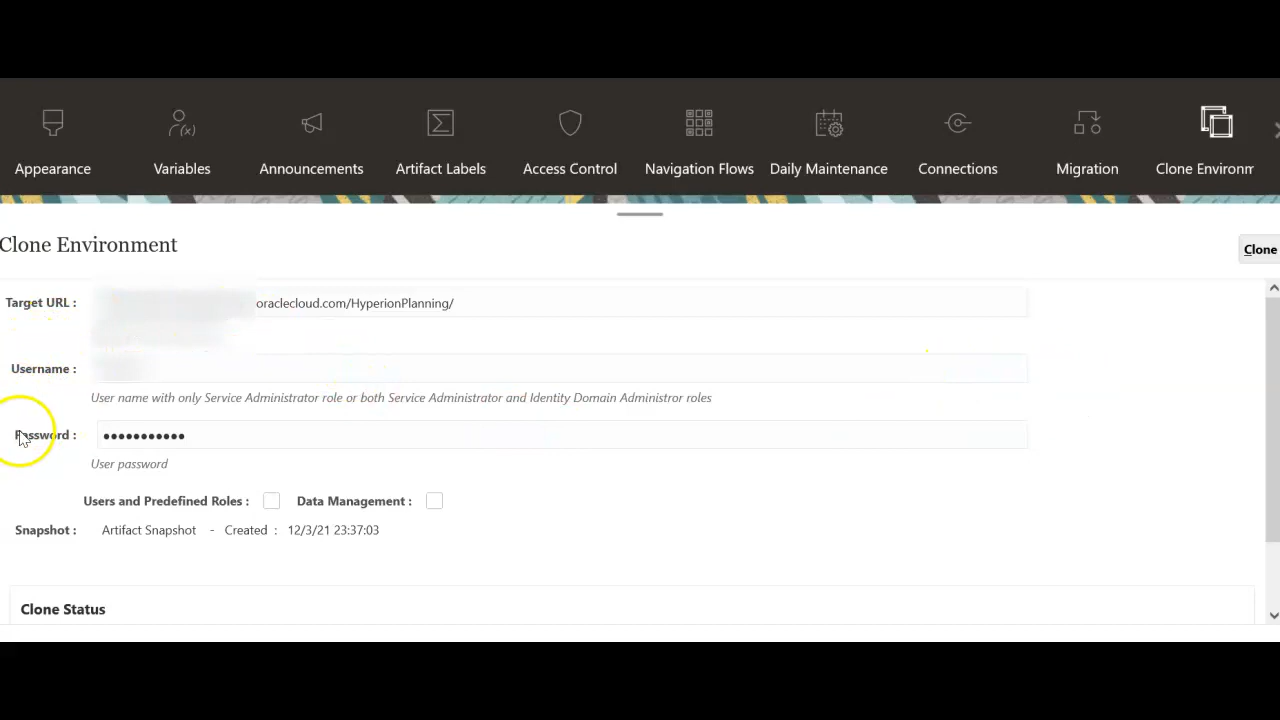 Appearance
Variables
Announcements
Artifact Labels
Access Control
Navigation Flows
Daily Maintenance
Connections
Migration
Clone Environm
Clone Environment
Clone
Target URL : oraclecloud.com/HyperionPlanning/
Username :
User name with only Service Administrator role or both Service Administrator and Identity Domain Administror roles
Password : •••••••••••
User password
Users and Predefined Roles : Data Management :
Snapshot : Artifact Snapshot - Created : 12/3/21 23:37:03
Clone Status